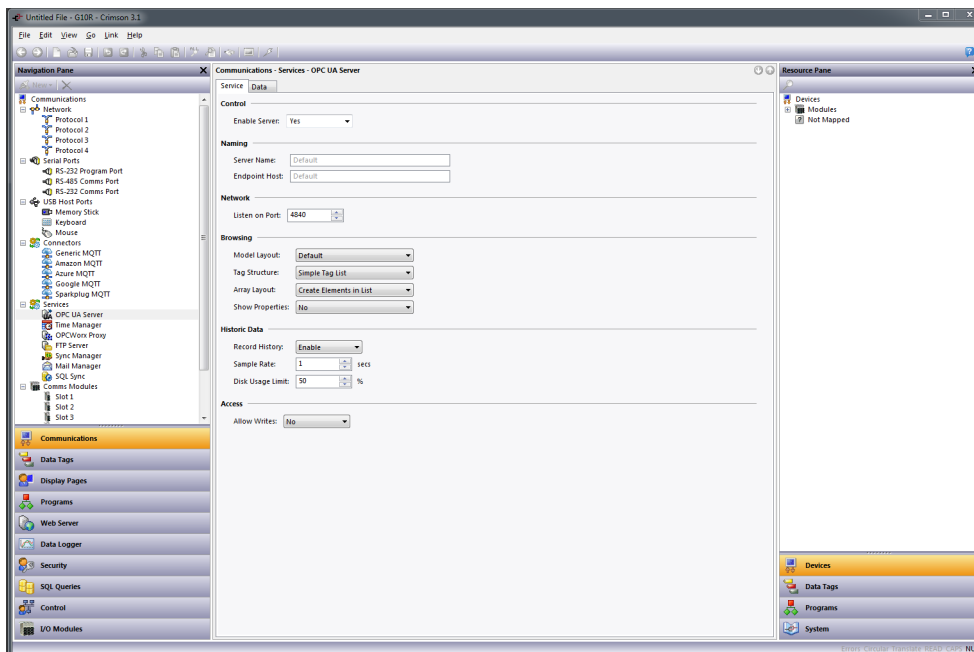 Untitled File - G10R - Crimson 3.1
File Edit View Go Link Help
Navigation Pane
New
Communications
Network
Protocol 1
Protocol 2
Protocol 3
Protocol 4
Serial Ports
RS-232 Program Port
RS-485 Comms Port
RS-232 Comms Port
USB Host Ports
Memory Stick
Keyboard
Mouse
Connectors
Generic MQTT
Amazon MQTT
Azure MQTT
Google MQTT
Sparkplug MQTT
Services
OPC UA Server
Time Manager
OPCWorx Proxy
FTP Server
Sync Manager
Mail Manager
SQL Sync
Comms Modules
Slot 1
Slot 2
Slot 3
Communications
Data Tags
Display Pages
Programs
Web Server
Data Logger
Security
SQL Queries
Control
I/O Modules
Communications - Services - OPC UA Server
Service Data
Control
Enable Server: Yes
Naming
Server Name: Default
Endpoint Host: Default
Network
Listen on Port: 4840
Browsing
Model Layout: Default
Tag Structure: Simple Tag List
Array Layout: Create Elements in List
Show Properties: No
Historic Data
Record History: Enable
Sample Rate: 1 secs
Disk Usage Limit: 50 %
Access
Allow Writes: No
Resource Pane
Devices
Modules
Not Mapped
Devices
Data Tags
Programs
System
Errors Circular Translate READ CAPS NU